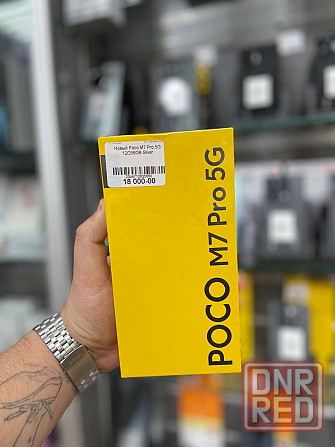 Новый Poco M7 Pro 5G
12/256GB Silver
18 000-00
POCO M7 Pro 5G
DNR
RED